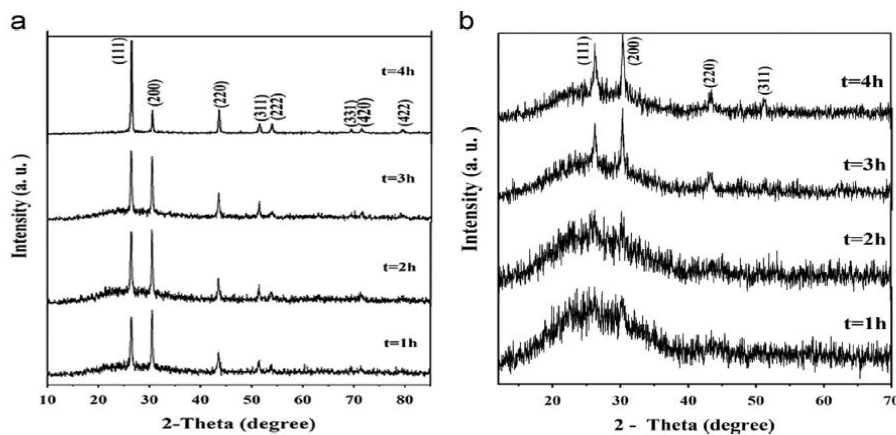 a
(111)
(200)
(220)
(311)
(222)
(331)
(420)
(422)
t=4h
t=3h
t=2h
t=1h
Intensity (a. u.)
10 20 30 40 50 60 70 80
2-Theta (degree)
b
(111)
(200)
(220)
(311)
t=4h
t=3h
t=2h
t=1h
Intensity (a. u.)
20 30 40 50 60 70
2 - Theta (degree)